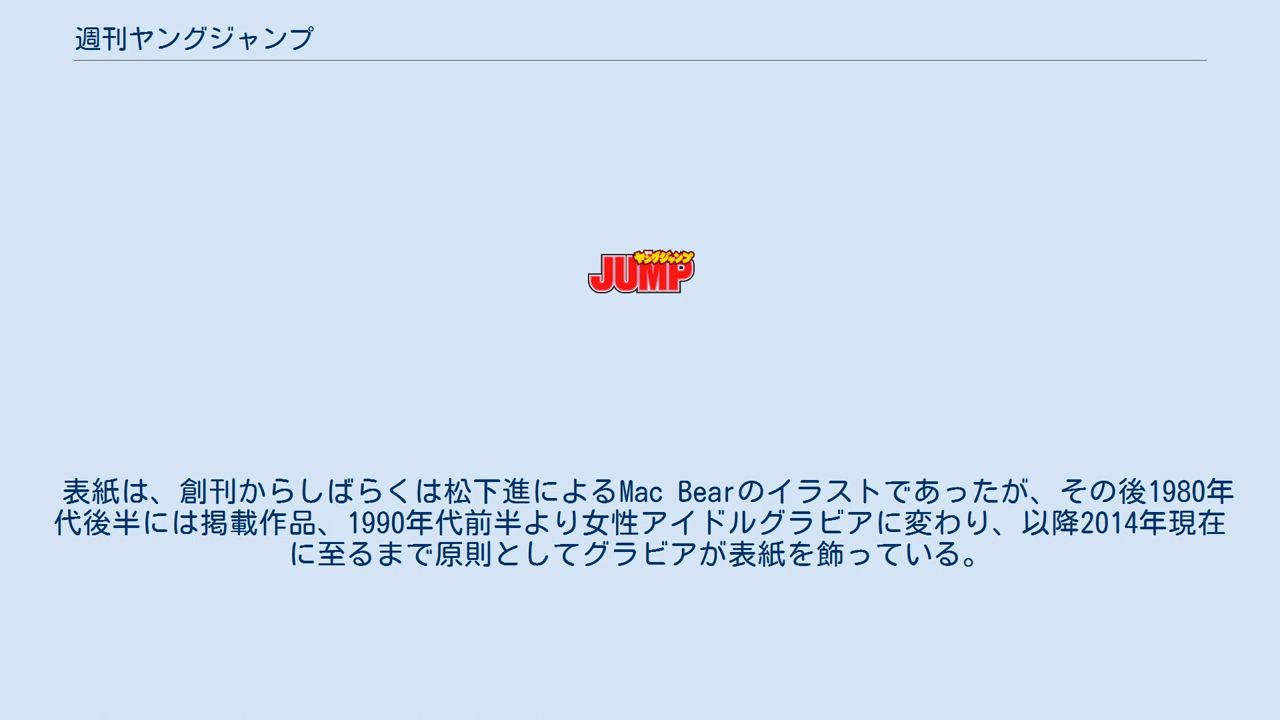 週刊ヤングジャンプ
ヤングジャンプ
JUMP
表紙は、創刊からしばらくは松下進によるMac Bearのイラストであったが、その後1980年
代後半には掲載作品、1990年代前半より女性アイドルグラビアに変わり、以降2014年現在
に至るまで原則としてグラビアが表紙を飾っている。